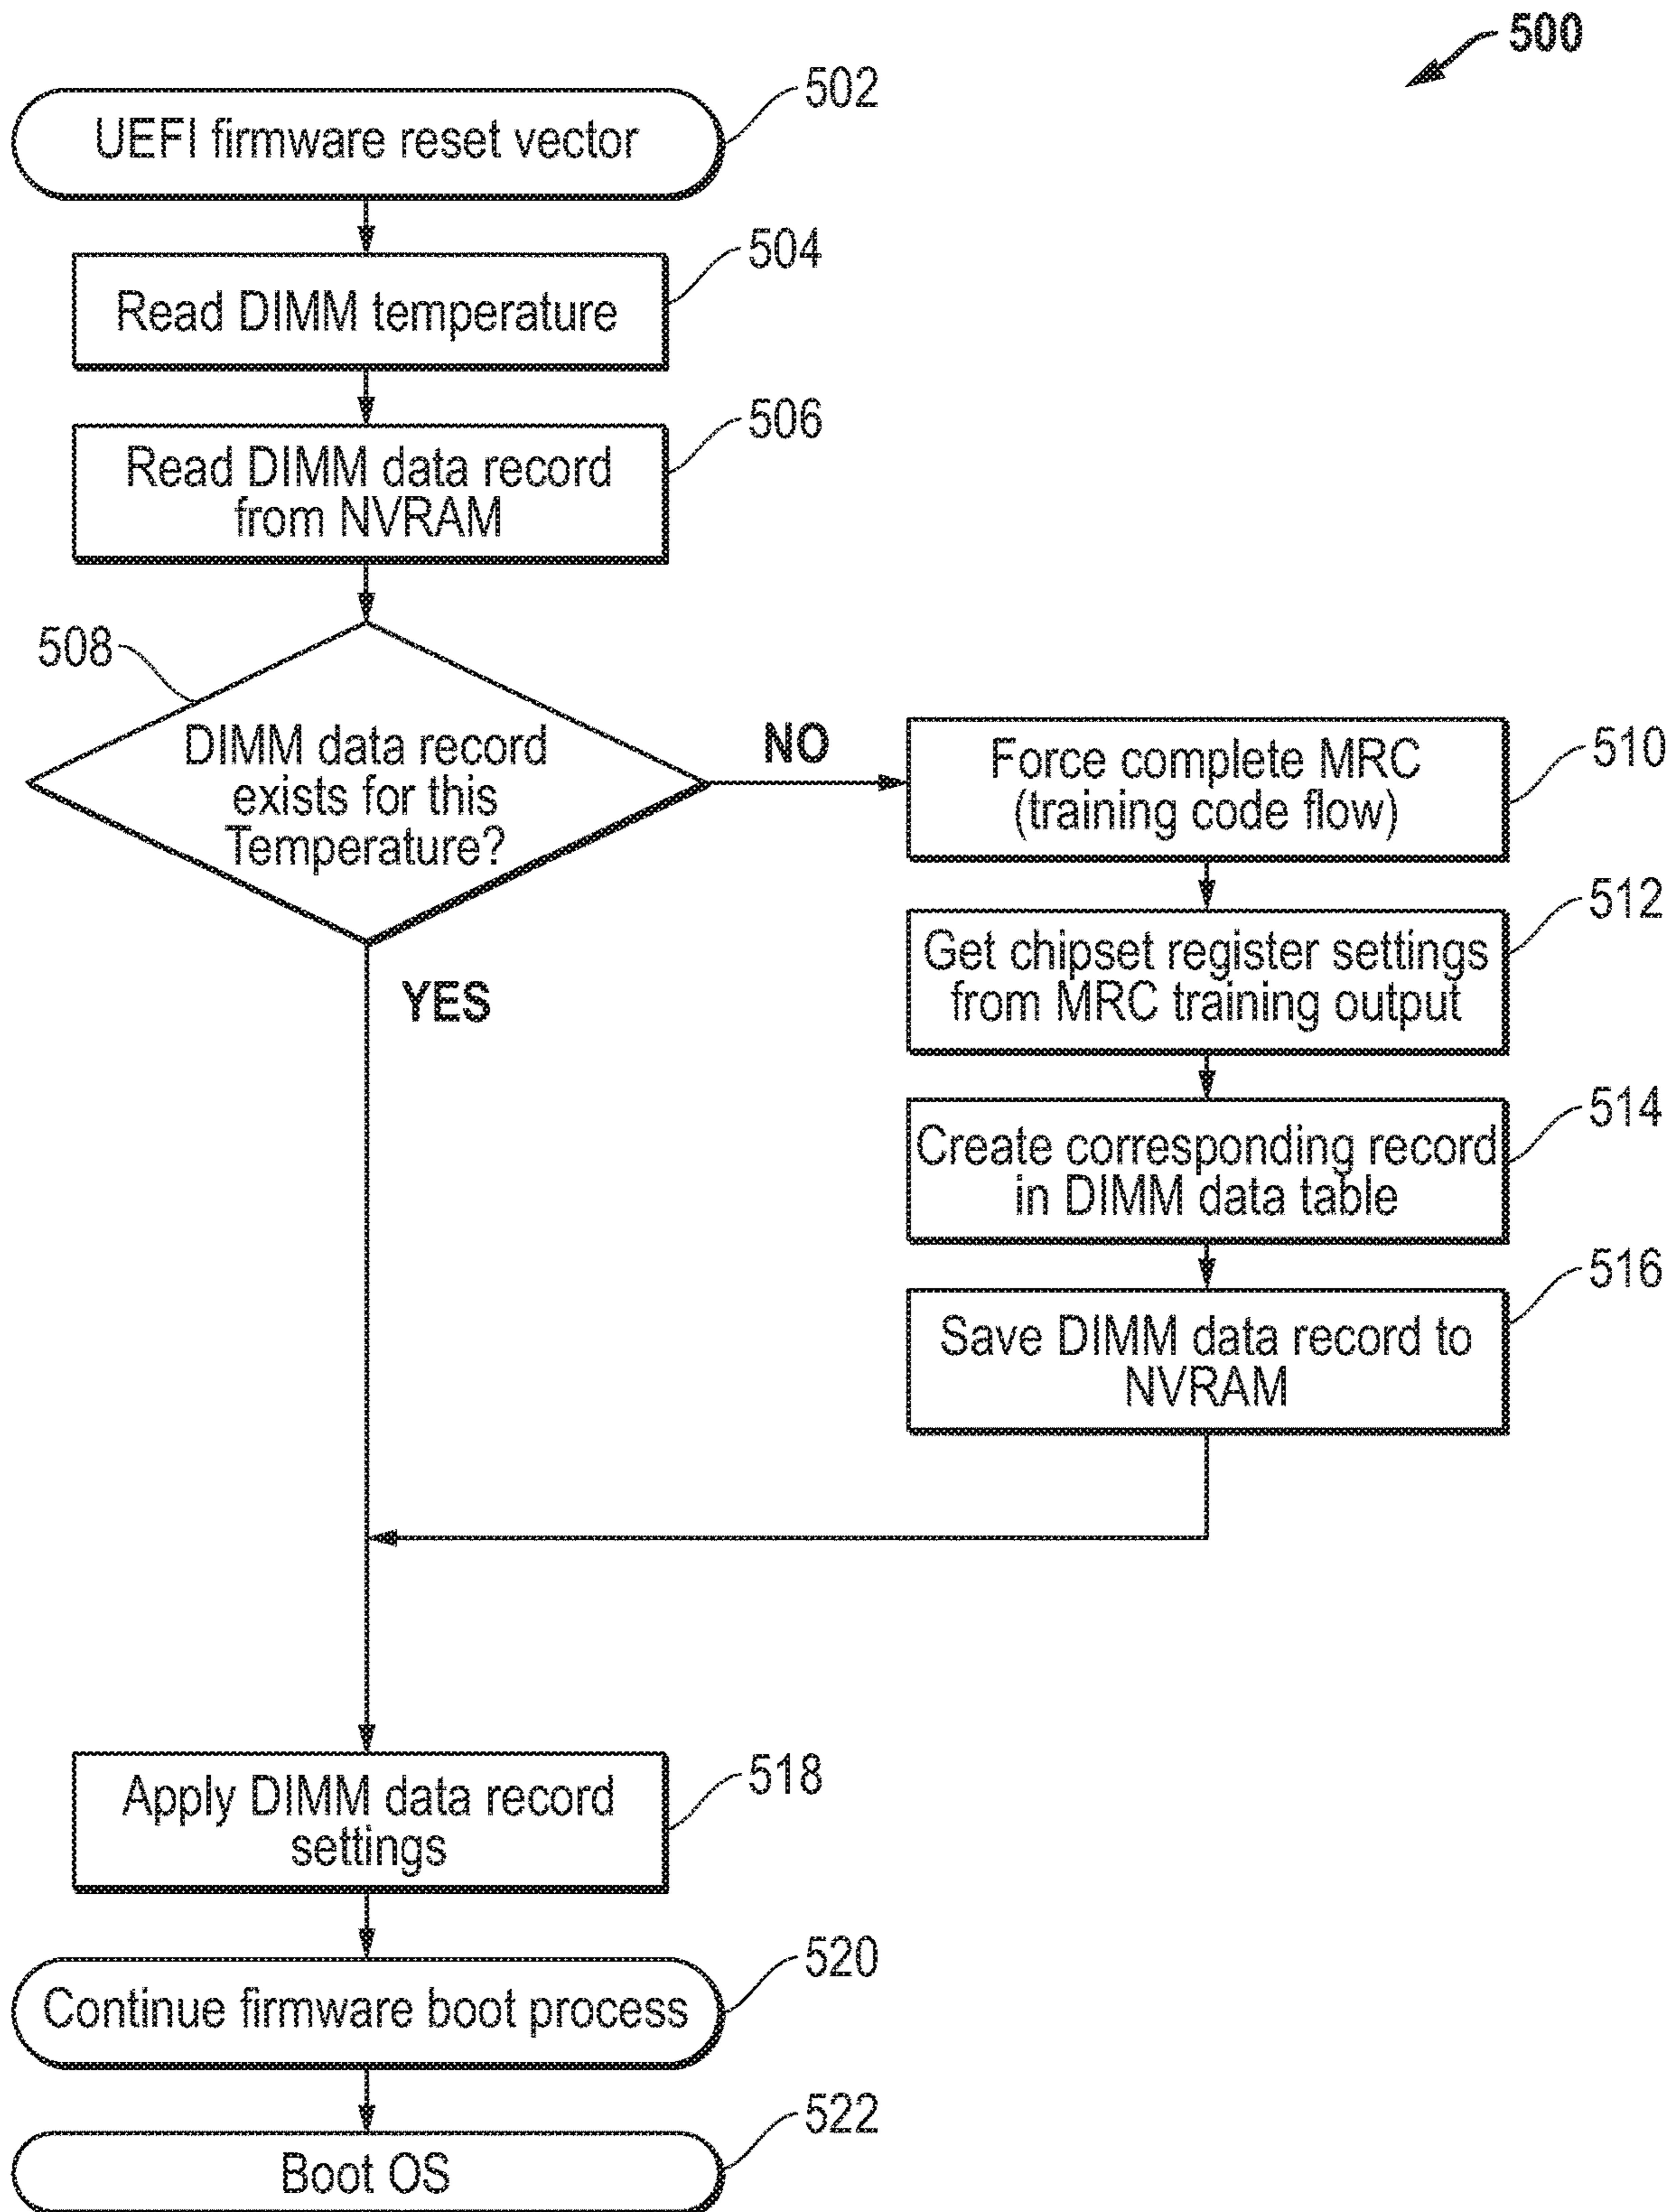 500
502
UEFI firmware reset vector
504
Read DIMM temperature
506
Read DIMM data record
from NVRAM
508
DIMM data record
exists for this
Temperature?
NO
YES
510
Force complete MRC
(training code flow)
512
Get chipset register settings
from MRC training output
514
Create corresponding record
in DIMM data table
516
Save DIMM data record to
NVRAM
518
Apply DIMM data record
settings
520
Continue firmware boot process
522
Boot OS